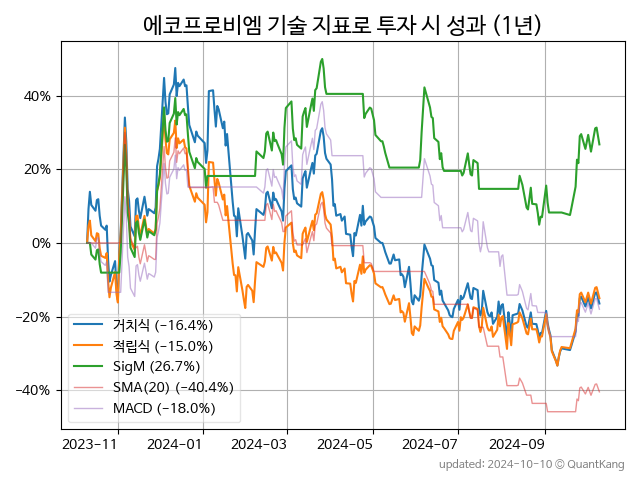 에코프로비엠 기술 지표로 투자 시 성과 (1년)
40%
20%
0%
−20%
−40%
거치식 (−16.4%)
적립식 (−15.0%)
SigM (26.7%)
SMA(20) (−40.4%)
MACD (−18.0%)
2023-11 2024-01 2024-03 2024-05 2024-07 2024-09
updated: 2024-10-10 © QuantKang